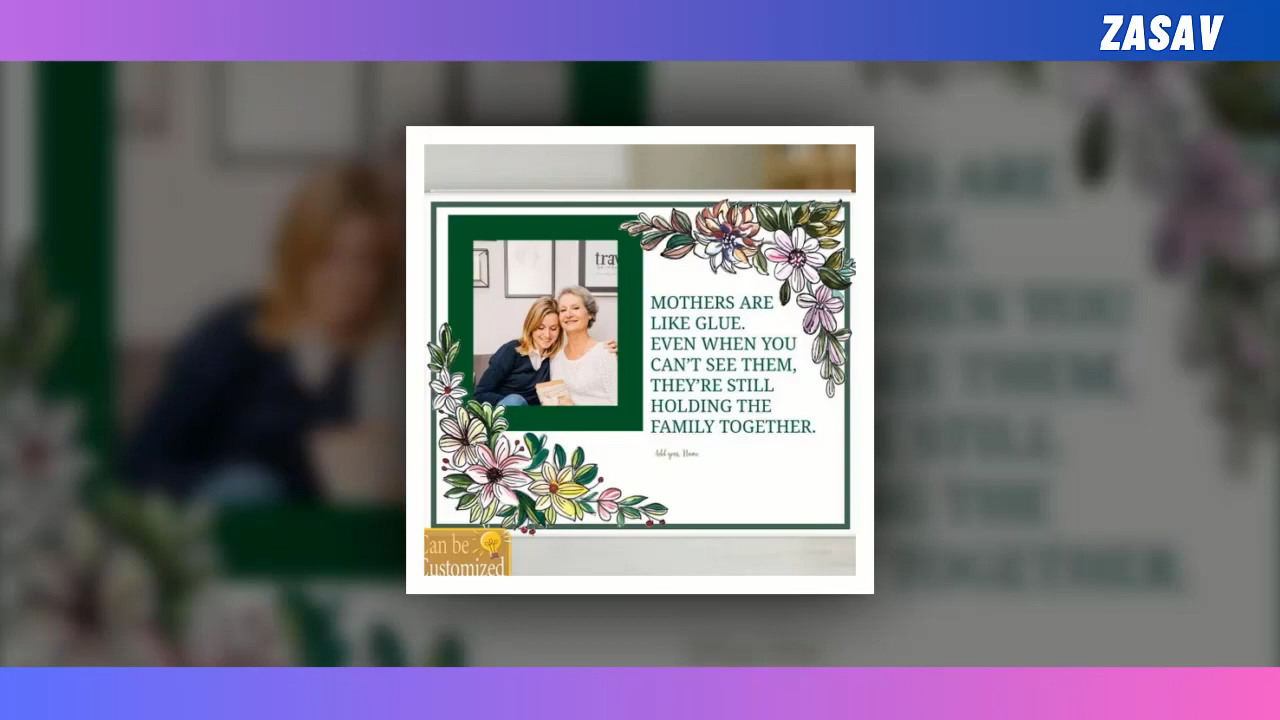 ZASAV
trav
MOTHERS ARE
LIKE GLUE.
EVEN WHEN YOU
CAN'T SEE THEM,
THEY'RE STILL
HOLDING THE
FAMILY TOGETHER.
Add your Name
Can be
Customized